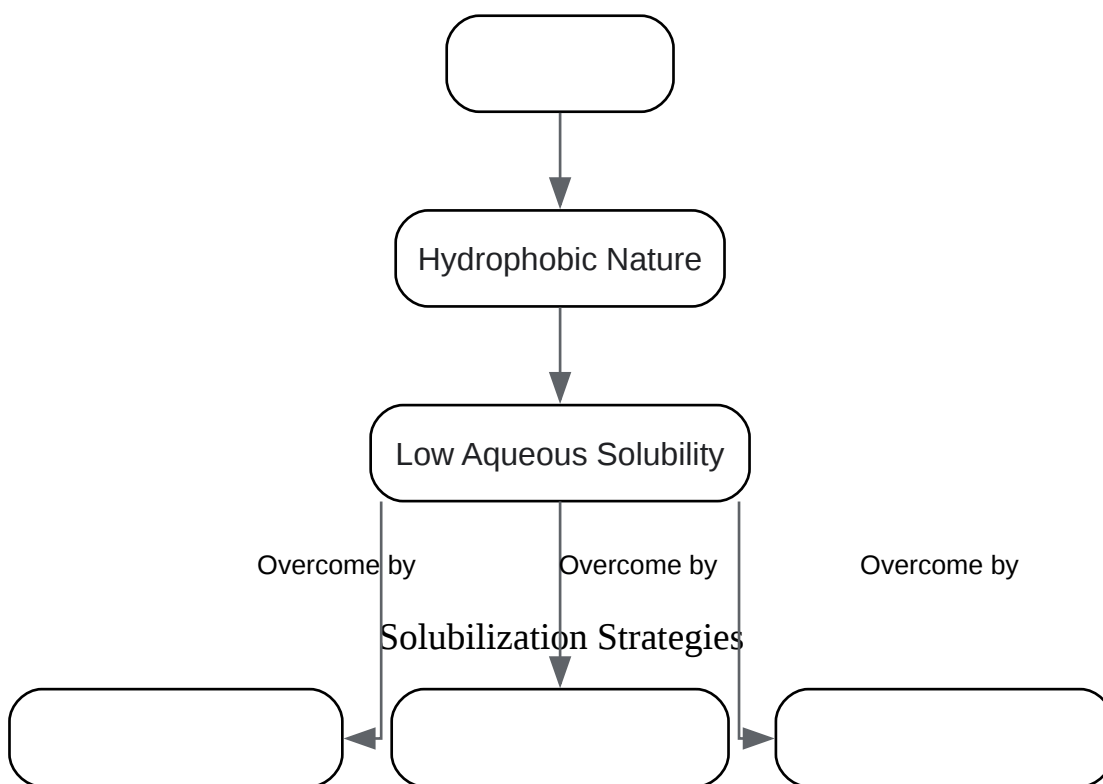 Hydrophobic Nature
Low Aqueous Solubility
Overcome by
Overcome by
Overcome by
Solubilization Strategies